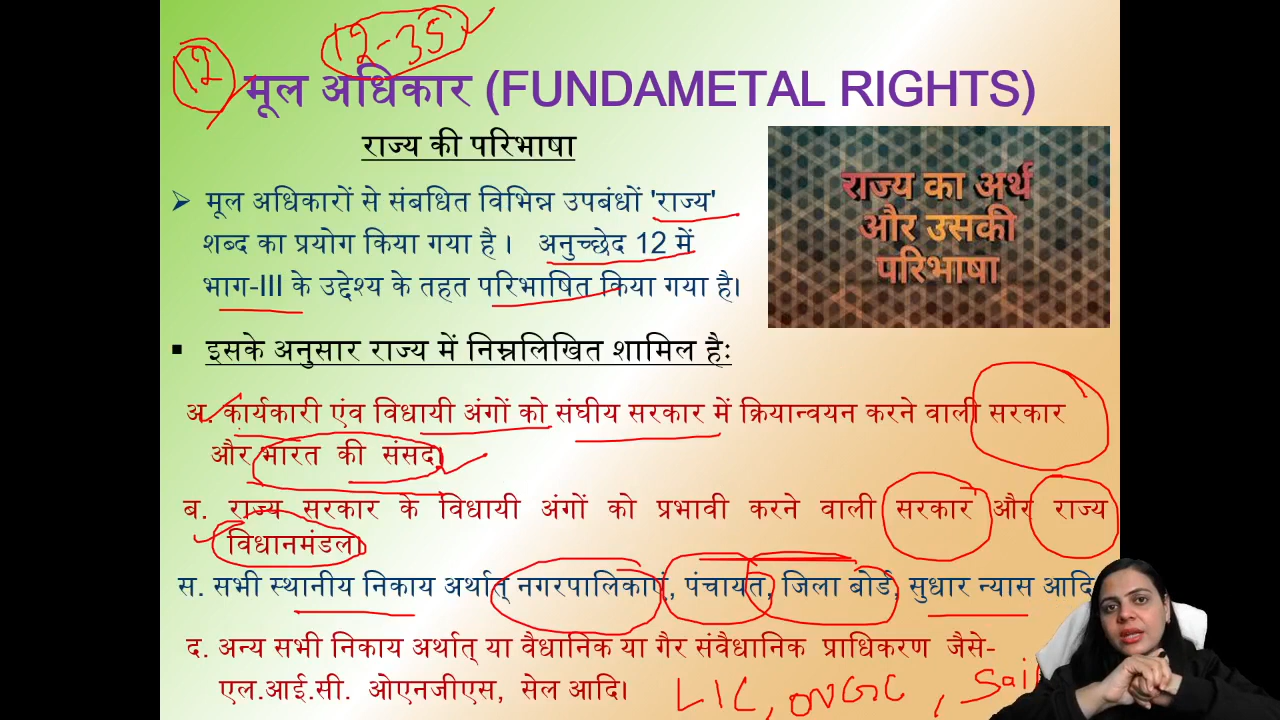 12-35
12
मूल अधिकार (FUNDAMETAL RIGHTS)
राज्य की परिभाषा
राज्य का अर्थ
और उसकी
परिभाषा
➢ मूल अधिकारों से संबधित विभिन्न उपबंधों 'राज्य'
शब्द का प्रयोग किया गया है। अनुच्छेद 12 में
भाग-III के उद्देश्य के तहत परिभाषित किया गया है।
▪ इसके अनुसार राज्य में निम्नलिखित शामिल हैः
अ. कार्यकारी एंव विधायी अंगों को संघीय सरकार में क्रियान्वयन करने वाली सरकार
और भारत की संसद।
ब. राज्य सरकार के विधायी अंगों को प्रभावी करने वाली सरकार और राज्य
विधानमंडल।
स. सभी स्थानीय निकाय अर्थात् नगरपालिकाएं, पंचायत, जिला बोर्ड, सुधार न्यास आदि
द. अन्य सभी निकाय अर्थात् या वैधानिक या गैर संवैधानिक प्राधिकरण जैसे-
एल.आई.सी. ओएनजीएस, सेल आदि।
LIC, ONGC, Sail